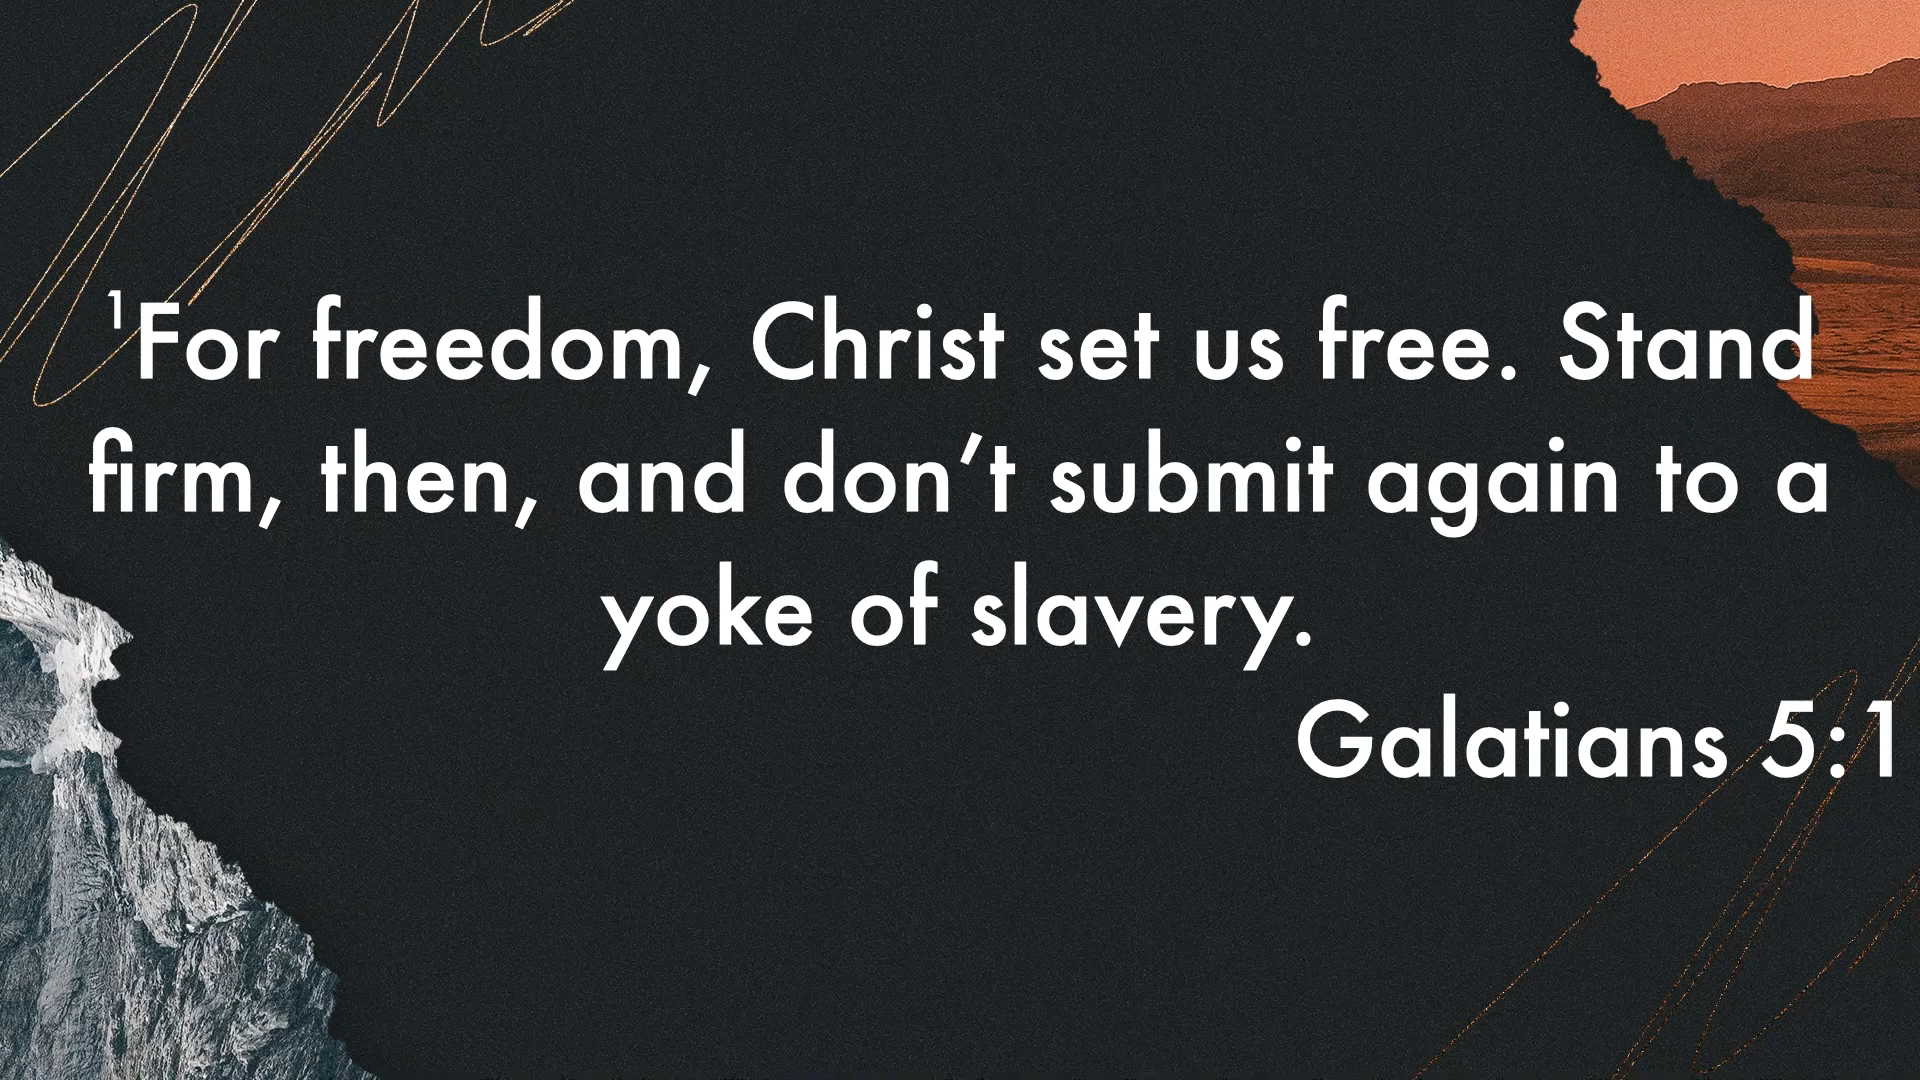 ¹For freedom, Christ set us free. Stand
firm, then, and don’t submit again to a
yoke of slavery.
Galatians 5:1